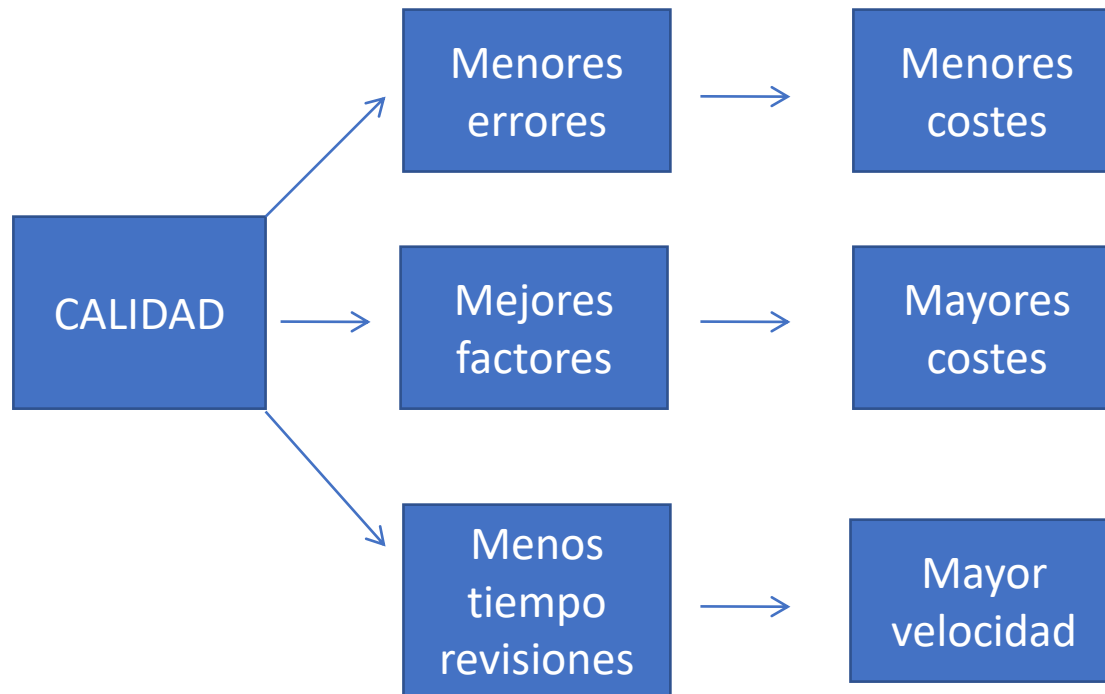 Menores
errores
Menores
costes
CALIDAD
Mejores
factores
Mayores
costes
Menos
tiempo
revisiones
Mayor
velocidad